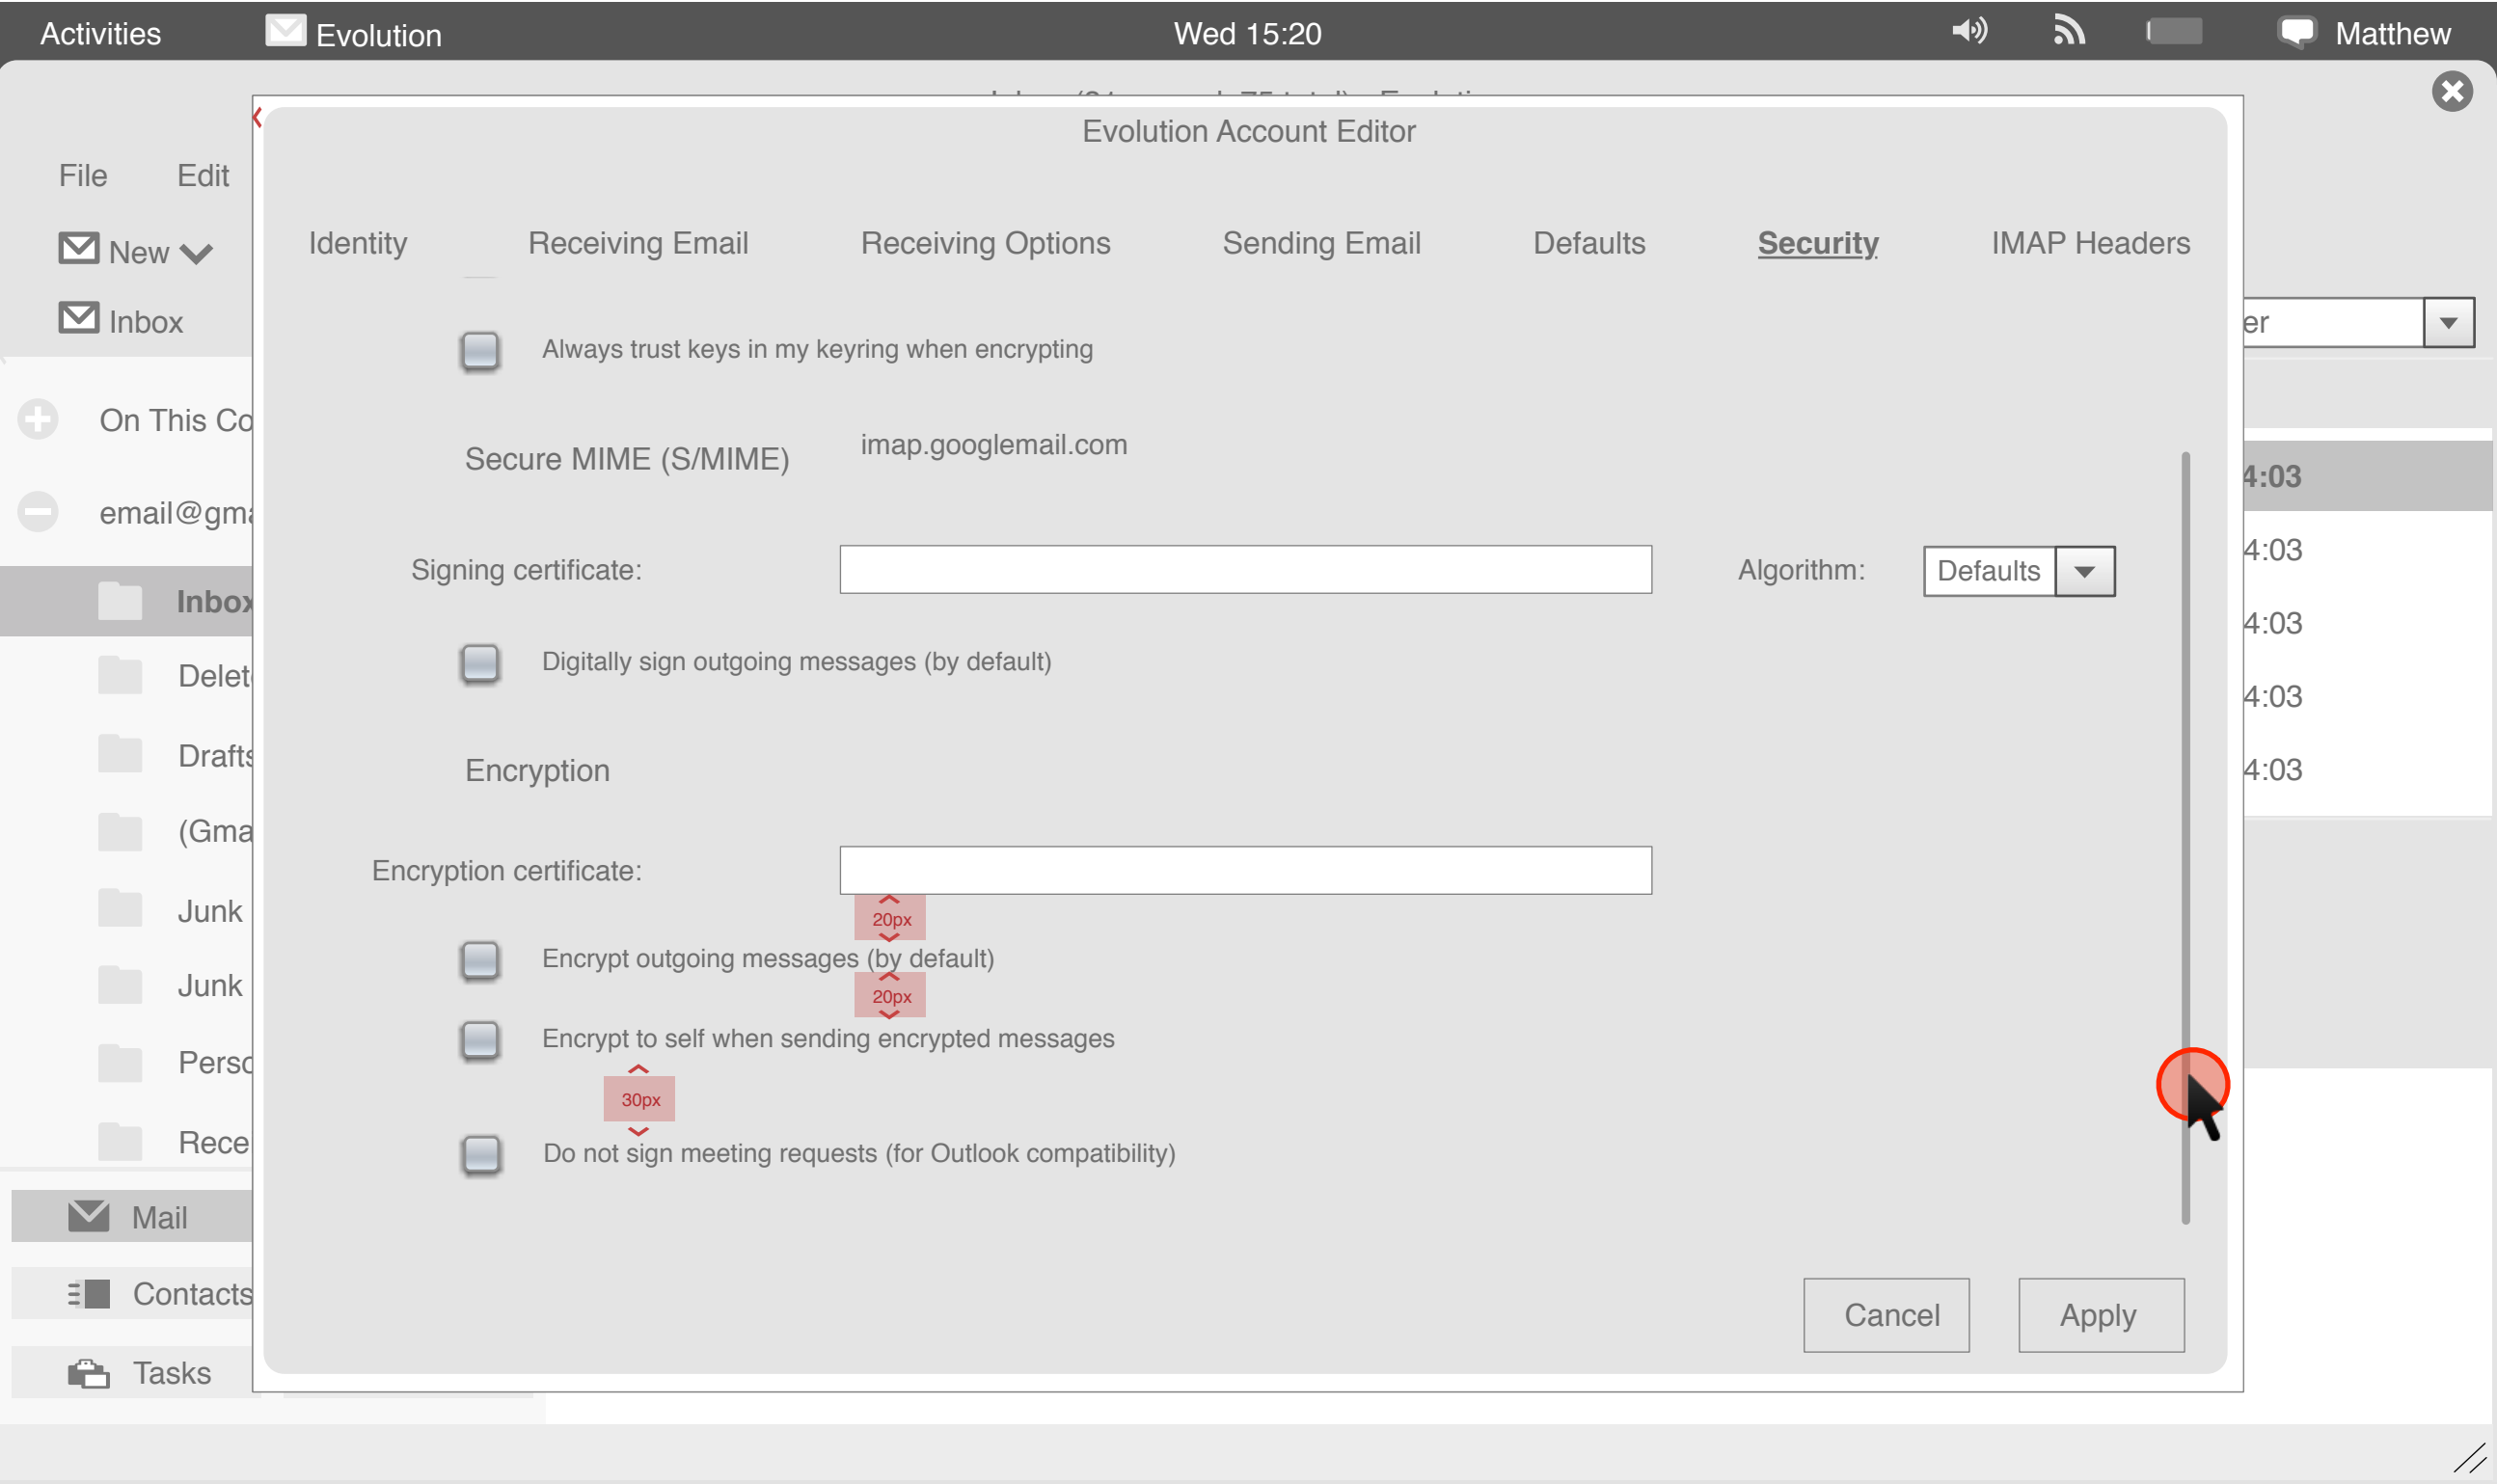 Activities Evolution Wed 15:20 Matthew
Evolution Account Editor
File Edit
Identity Receiving Email Receiving Options Sending Email Defaults Security IMAP Headers
New
Inbox
er
Always trust keys in my keyring when encrypting
On This Co
Secure MIME (S/MIME) imap.googlemail.com
4:03
email@gma
Signing certificate: Algorithm: Defaults
4:03
Inbox
4:03
Digitally sign outgoing messages (by default)
Delet
4:03
Drafts
Encryption
4:03
(Gma
Encryption certificate:
Junk
20px
Encrypt outgoing messages (by default)
Junk
20px
Encrypt to self when sending encrypted messages
Perso
30px
Rece
Do not sign meeting requests (for Outlook compatibility)
Mail
Contacts
Cancel Apply
Tasks